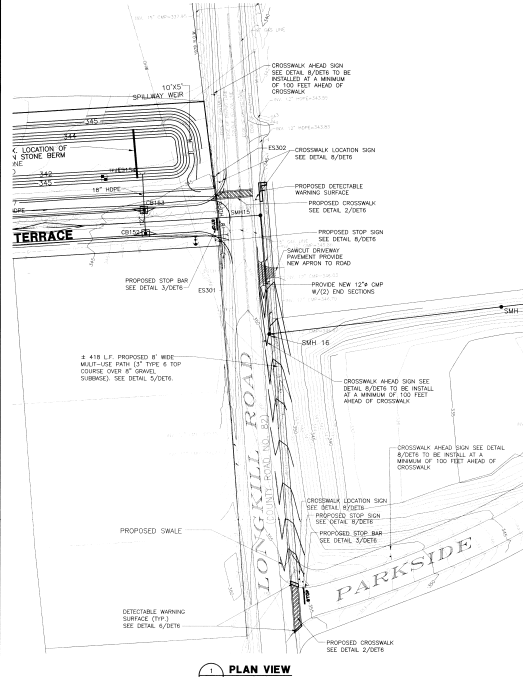 CROSSWALK AHEAD SIGN
SEE DETAIL 8/DET6 TO BE
INSTALLED AT A MINIMUM
OF 100 FEET AHEAD OF
CROSSWALK
10'X5'
SPILLWAY WEIR
345
344
LOCATION OF
STONE BERM
342
345
18" HDPE
CB153
CB152
TERRACE
ES302
CROSSWALK LOCATION SIGN
SEE DETAIL 8/DET6
PROPOSED DETECTABLE
WARNING SURFACE
PROPOSED CROSSWALK
SEE DETAIL 2/DET6
SMH15
PROPOSED STOP SIGN
SEE DETAIL 8/DET6
SAWCUT DRIVEWAY
PAVEMENT PROVIDE
NEW APRON TO ROAD
PROPOSED STOP BAR
SEE DETAIL 3/DET6
ES301
PROVIDE NEW 12"ø CMP
W/(2) END SECTIONS
SMH
SMH 16
± 418 L.F. PROPOSED 8' WIDE
MULIT-USE PATH (3" TYPE 6 TOP
COURSE OVER 8" GRAVEL
SUBBASE). SEE DETAIL 5/DET6.
CROSSWALK AHEAD SIGN SEE
DETAIL 8/DET6 TO BE INSTALL
AT A MINIMUM OF 100 FEET
AHEAD OF CROSSWALK
LONGKILL ROAD
(COUNTY ROAD NO. 82)
CROSSWALK AHEAD SIGN SEE DETAIL
8/DET6 TO BE INSTALL AT A
MINIMUM OF 100 FEET AHEAD OF
CROSSWALK
CROSSWALK LOCATION SIGN
SEE DETAIL 8/DET6
PROPOSED STOP SIGN
SEE DETAIL 8/DET6
PROPOSED STOP BAR
SEE DETAIL 3/DET6
PROPOSED SWALE
PARKSIDE
DETECTABLE WARNING
SURFACE (TYP.)
SEE DETAIL 6/DET6
PROPOSED CROSSWALK
SEE DETAIL 2/DET6
1 PLAN VIEW